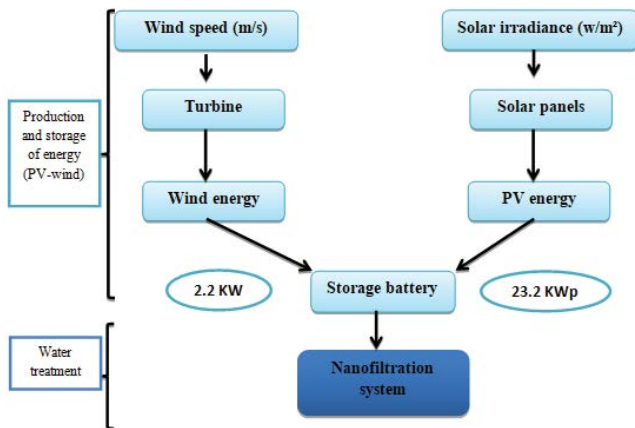 Wind speed (m/s)
Solar irradiance (w/m²)
Turbine
Solar panels
Production
and storage
of energy
(PV-wind)
Wind energy
PV energy
2.2 KW
Storage battery
23.2 KWp
Water
treatment
Nanofiltration
system